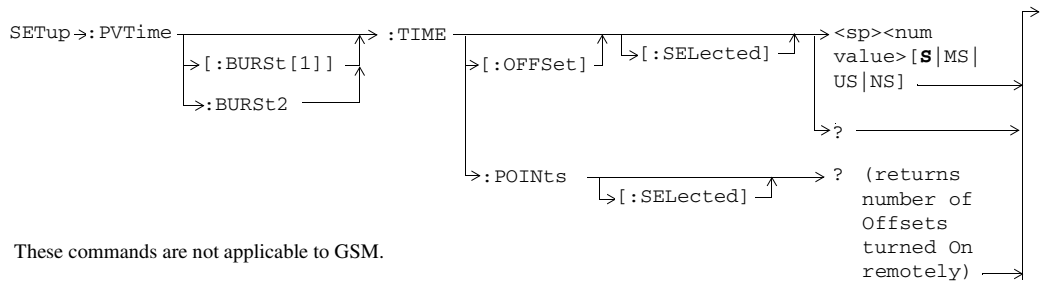 SETup :PVTime :TIME <sp><num
[:BURSt[1]] [:OFFSet] [:SELected] value>[S|MS|
US|NS]
:BURSt2
?
:POINts ? (returns
[:SELected] number of
Offsets
These commands are not applicable to GSM. turned On
remotely)